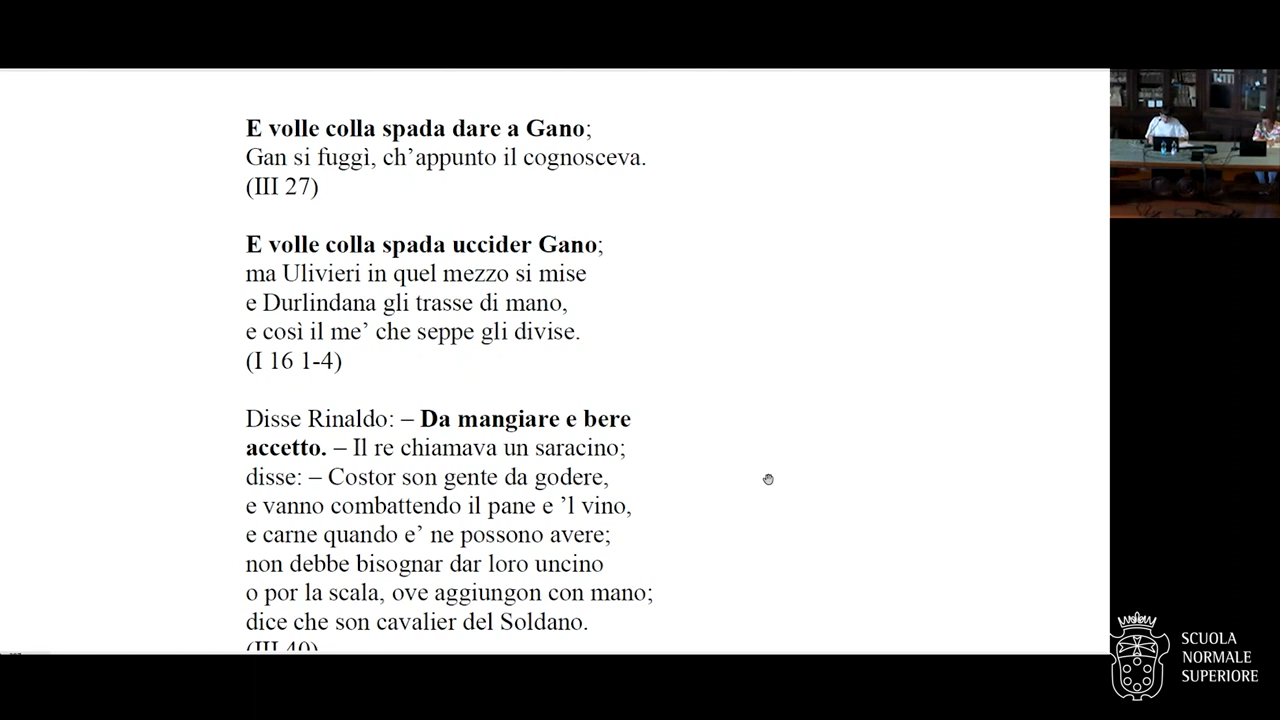 E volle colla spada dare a Gano;
Gan si fuggì, ch’appunto il cognosceva.
(III 27)
E volle colla spada uccider Gano;
ma Ulivieri in quel mezzo si mise
e Durlindana gli trasse di mano,
e così il me’ che seppe gli divise.
(I 16 1-4)
Disse Rinaldo: – Da mangiare e bere
accetto. – Il re chiamava un saracino;
disse: – Costor son gente da godere,
e vanno combattendo il pane e ’l vino,
e carne quando e’ ne possono avere;
non debbe bisognar dar loro uncino
o por la scala, ove aggiungon con mano;
dice che son cavalier del Soldano.
(III 40)
SCUOLA
NORMALE
SUPERIORE